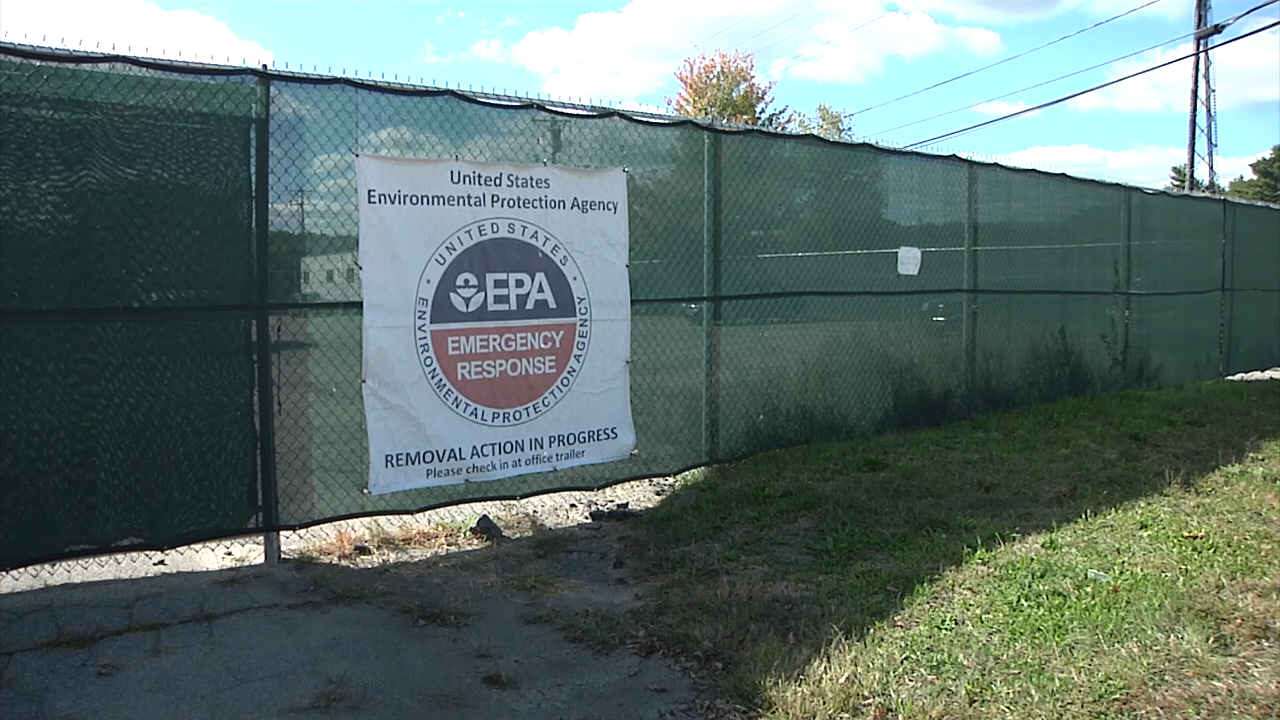 United States
Environmental Protection Agency
UNITED STATES
EPA
EMERGENCY
RESPONSE
ENVIRONMENTAL PROTECTION AGENCY
REMOVAL ACTION IN PROGRESS
Please check in at office trailer